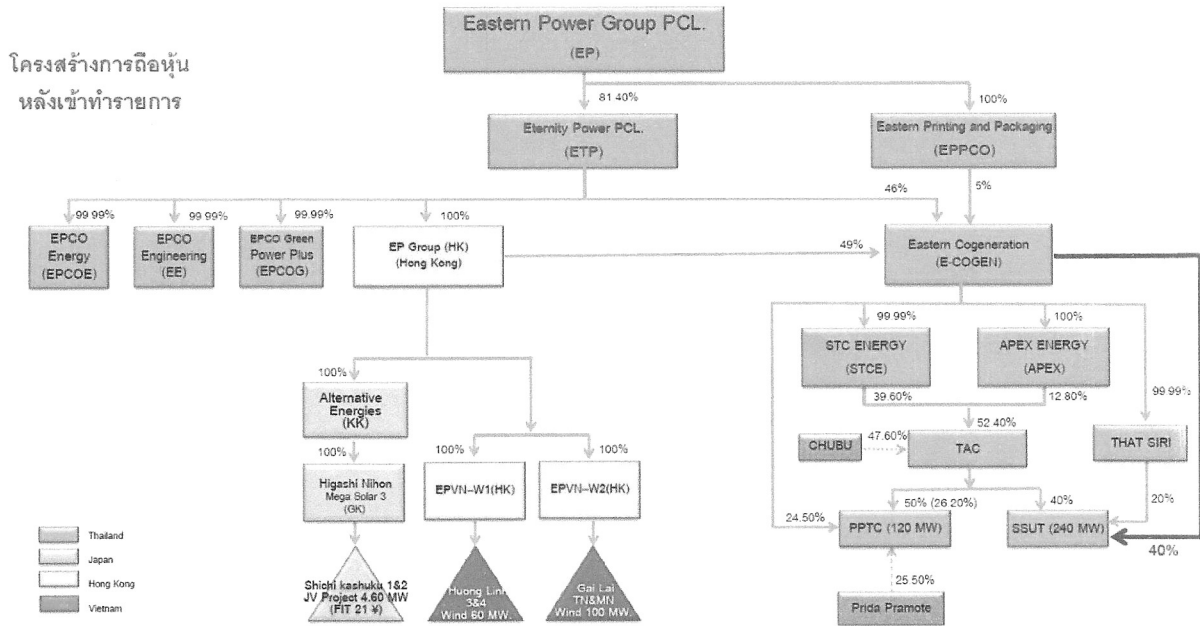 Eastern Power Group PCL.
(EP)
โครงสร้างการถือหุ้น
หลังเข้าทำรายการ
81.40%
100%
Eternity Power PCL.
(ETP)
Eastern Printing and Packaging
(EPPCO)
46%
5%
99.99%
99.99%
99.99%
100%
EPCO
Energy
(EPCOE)
EPCO
Engineering
(EE)
EPCO Green
Power Plus
(EPCOG)
EP Group (HK)
(Hong Kong)
49%
Eastern Cogeneration
(E-COGEN)
99.99%
100%
STC ENERGY
(STCE)
APEX ENERGY
(APEX)
99.99%
39.60%
12.80%
100%
Alternative
Energies
(KK)
52.40%
CHUBU
47.60%
TAC
THAT SIRI
100%
100%
100%
Higashi Nihon
Mega Solar 3
(GK)
EPVN-W1(HK)
EPVN-W2(HK)
50% (26.20%)
40%
20%
24.50%
PPTC (120 MW)
SSUT (240 MW)
40%
Thailand
Japan
Hong Kong
Vietnam
Shichi kashuku 1&2
JV Project 4.60 MW
(FIT 21 ¥)
Huong Linh
3&4
Wind 60 MW.
Gai Lai
TN&MN
Wind 100 MW.
25.50%
Prida Pramote